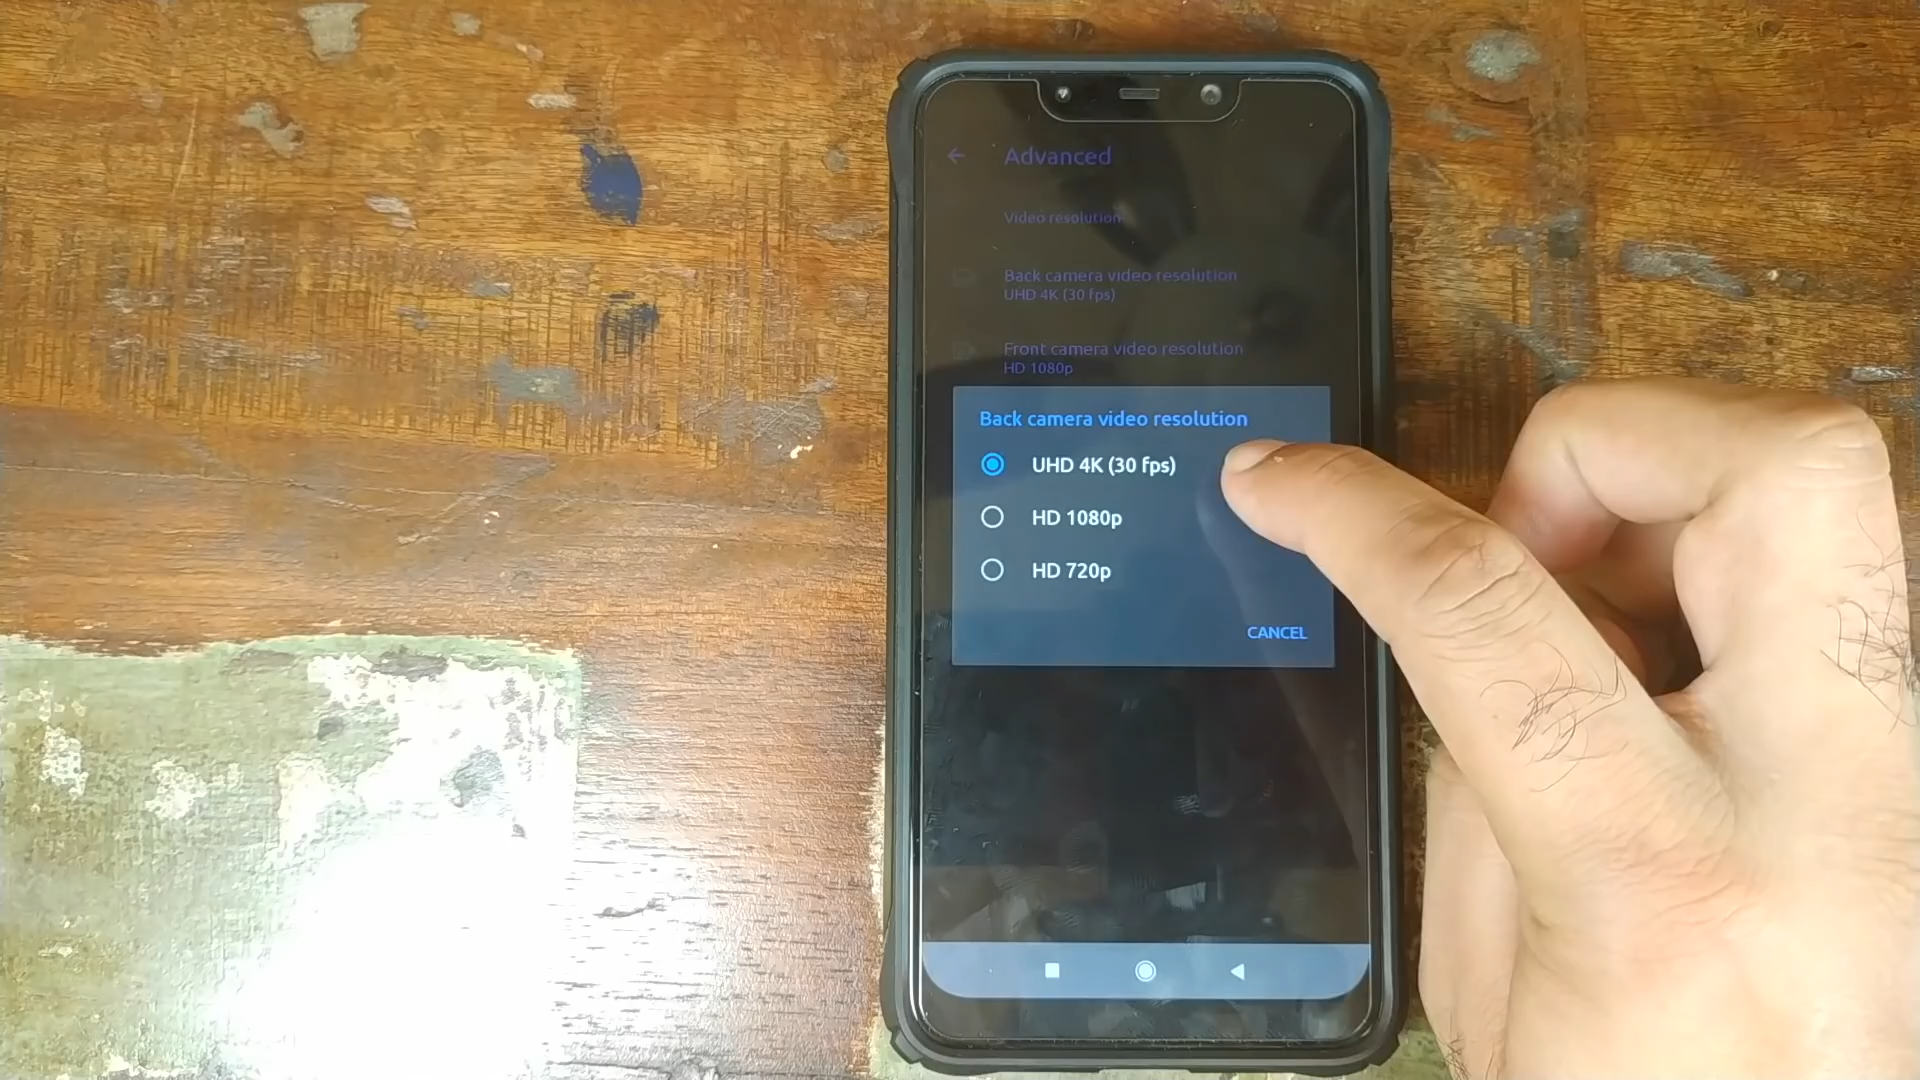 Advanced
Video resolution
Back camera video resolution
UHD 4K (30 fps)
Front camera video resolution
HD 1080p
Back camera video resolution
UHD 4K (30 fps)
HD 1080p
HD 720p
CANCEL